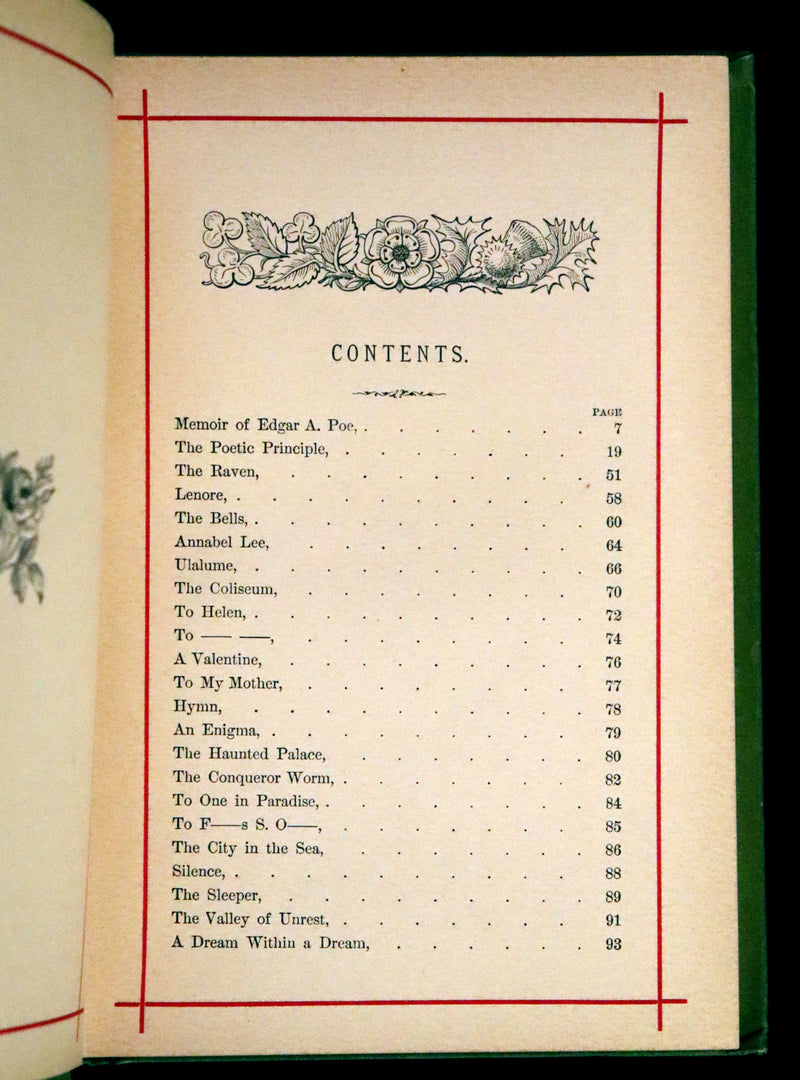 CONTENTS.
PAGE
Memoir of Edgar A. Poe, . . . . . . . 7
The Poetic Principle, . . . . . . . 19
The Raven, . . . . . . . . . 51
Lenore, . . . . . . . . . . 58
The Bells, . . . . . . . . . . 60
Annabel Lee, . . . . . . . . 64
Ulalume, . . . . . . . . . . 66
The Coliseum, . . . . . . . . 70
To Helen, . . . . . . . . . . 72
To —— ——, . . . . . . . . 74
A Valentine, . . . . . . . . . 76
To My Mother, . . . . . . . . 77
Hymn, . . . . . . . . . . 78
An Enigma, . . . . . . . . . 79
The Haunted Palace, . . . . . . . 80
The Conqueror Worm, . . . . . . . 82
To One in Paradise, . . . . . . . . 84
To F——s S. O——, . . . . . . . 85
The City in the Sea, . . . . . . . 86
Silence, . . . . . . . . . . 88
The Sleeper, . . . . . . . . . 89
The Valley of Unrest, . . . . . . . 91
A Dream Within a Dream, . . . . . . 93